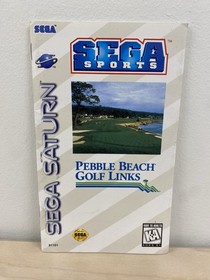 SEGA
SPORTS
SEGA SATURN
PEBBLE BEACH
GOLF LINKS
SEGA
K-A